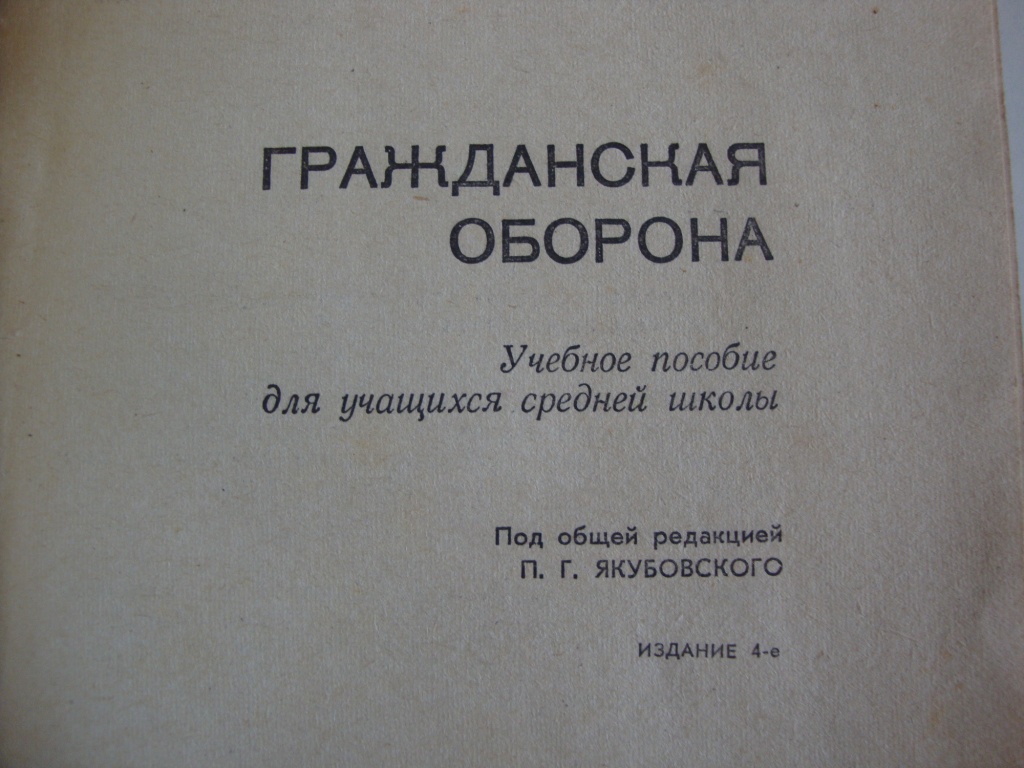 ГРАЖДАНСКАЯ
ОБОРОНА
Учебное пособие
для учащихся средней школы
Под общей редакцией
П. Г. ЯКУБОВСКОГО
ИЗДАНИЕ 4-е